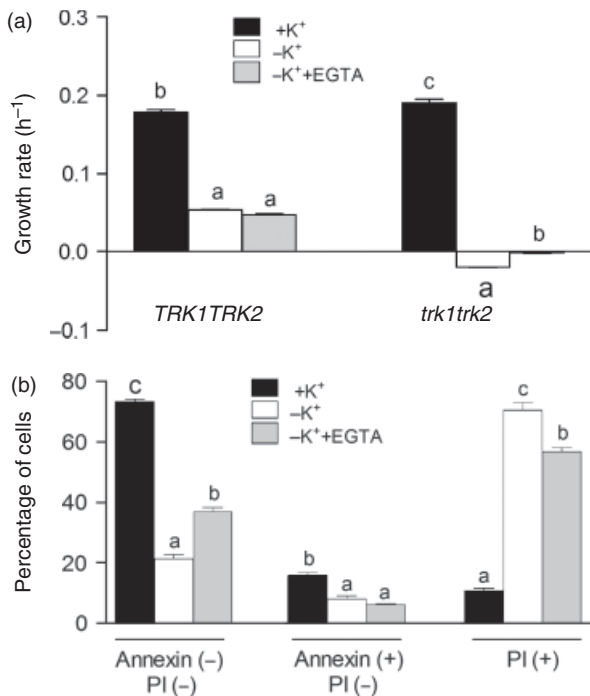 (a)
0.3
0.2
0.1
0.0
−0.1
Growth rate (h⁻¹)
+K⁺
−K⁺
−K⁺+EGTA
b
a
a
c
a
b
TRK1TRK2
trk1trk2
(b)
80
60
40
20
0
Percentage of cells
+K⁺
−K⁺
−K⁺+EGTA
c
a
b
b
a
a
a
c
b
Annexin (−)
PI (−)
Annexin (+)
PI (−)
PI (+)